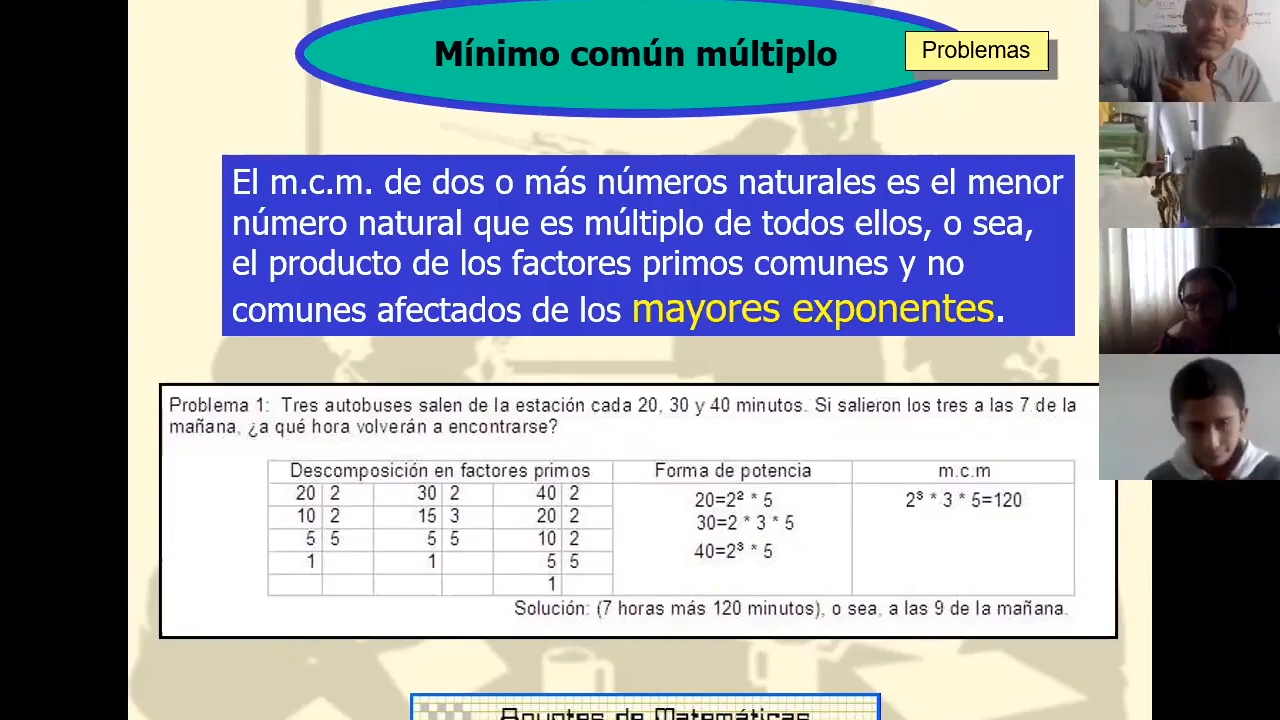 Mínimo común múltiplo
Problemas
El m.c.m. de dos o más números naturales es el menor
número natural que es múltiplo de todos ellos, o sea,
el producto de los factores primos comunes y no
comunes afectados de los mayores exponentes.
Problema 1: Tres autobuses salen de la estación cada 20, 30 y 40 minutos. Si salieron los tres a las 7 de la
mañana, ¿a qué hora volverán a encontrarse?
Descomposición en factores primos Forma de potencia m.c.m
20 2 30 2 40 2 20=2² * 5 2³ * 3 * 5=120
10 2 15 3 20 2 30=2 * 3 * 5
5 5 5 5 10 2 40=2³ * 5
1 1 5 5
1
Solución: (7 horas más 120 minutos), o sea, a las 9 de la mañana.
Apuntes de Matemáticas